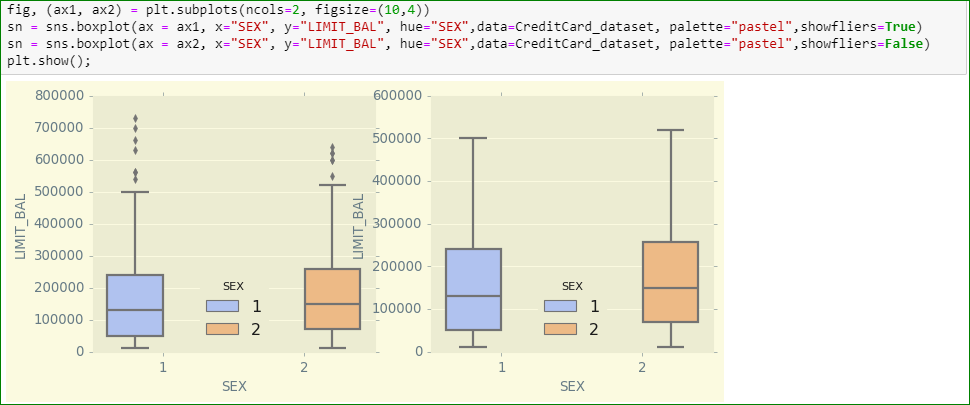 fig, (ax1, ax2) = plt.subplots(ncols=2, figsize=(10,4))
sn = sns.boxplot(ax = ax1, x="SEX", y="LIMIT_BAL", hue="SEX",data=CreditCard_dataset, palette="pastel",showfliers=True)
sn = sns.boxplot(ax = ax2, x="SEX", y="LIMIT_BAL", hue="SEX",data=CreditCard_dataset, palette="pastel",showfliers=False)
plt.show();
800000
700000
600000
500000
400000
300000
200000
100000
0
LIMIT_BAL
SEX
1
2
1
2
SEX
600000
500000
400000
300000
200000
100000
0
LIMIT_BAL
SEX
1
2
1
2
SEX